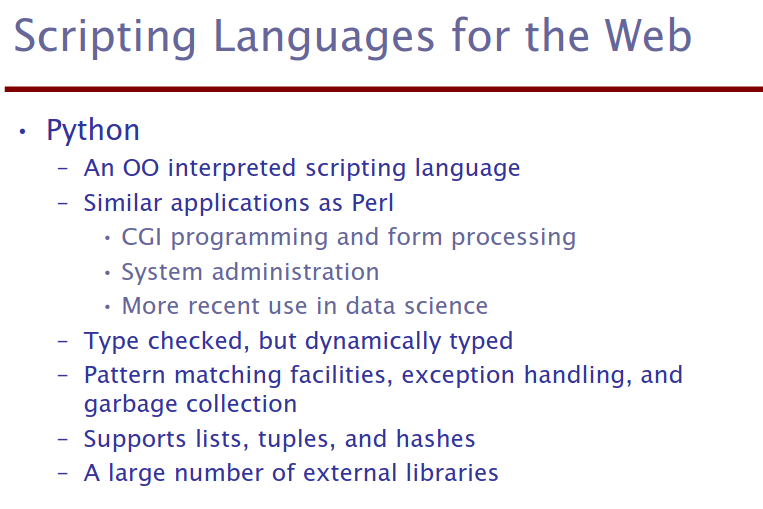 Scripting Languages for the Web
• Python
– An OO interpreted scripting language
– Similar applications as Perl
• CGI programming and form processing
• System administration
• More recent use in data science
– Type checked, but dynamically typed
– Pattern matching facilities, exception handling, and
garbage collection
– Supports lists, tuples, and hashes
– A large number of external libraries